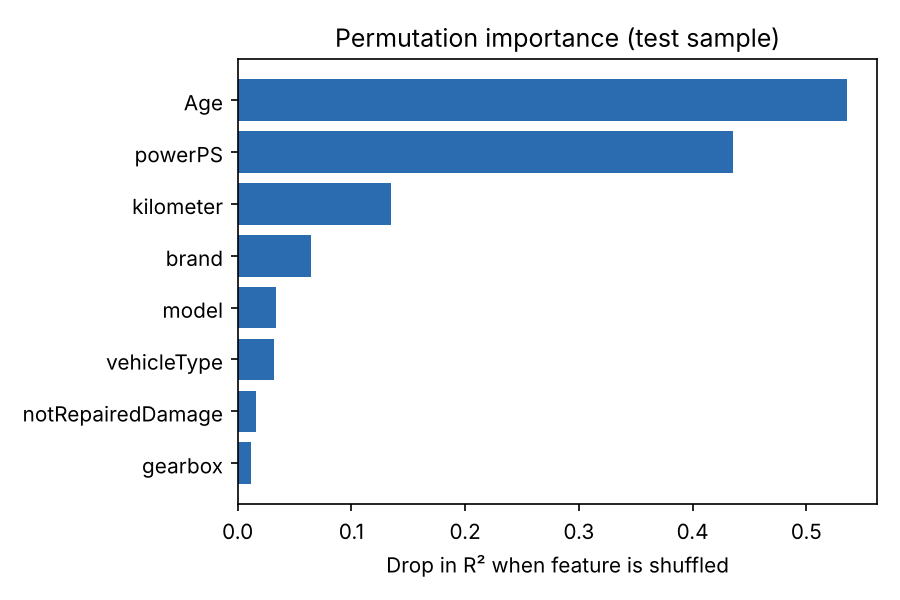 Permutation importance (test sample)
Age
powerPS
kilometer
brand
model
vehicleType
notRepairedDamage
gearbox
0.0 0.1 0.2 0.3 0.4 0.5
Drop in R² when feature is shuffled